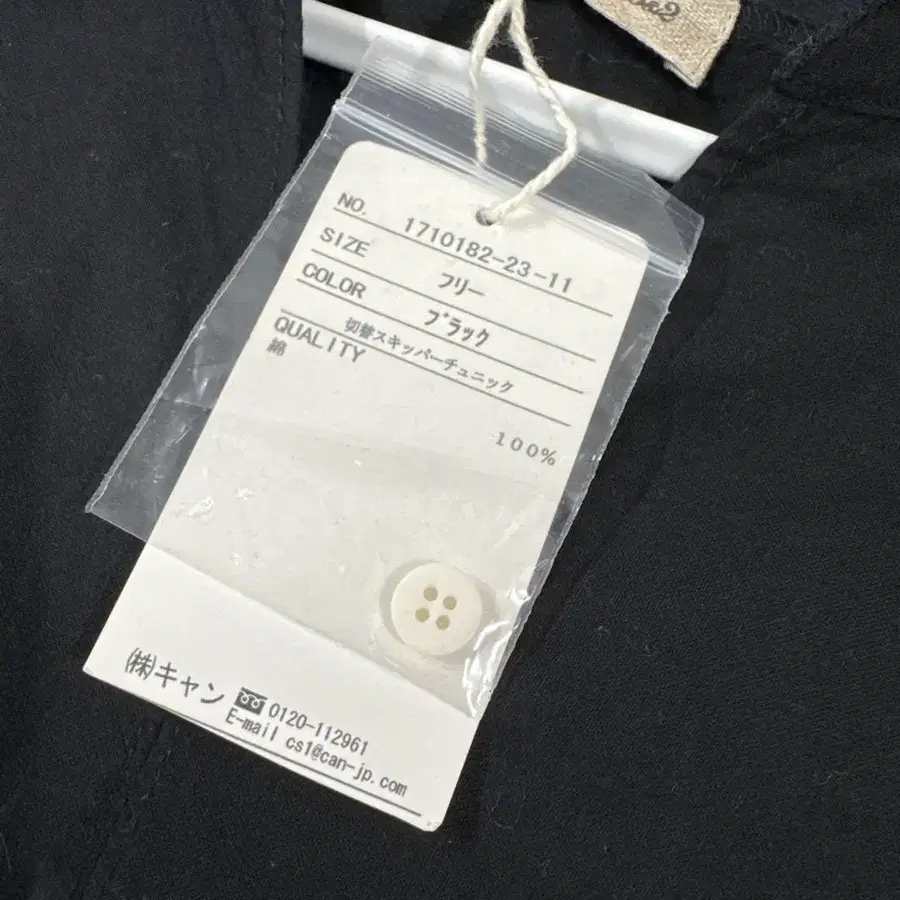 NO. 1710182-23-11
SIZE フリー
COLOR ブラック
切替スキッパーチュニック
QUALITY
綿 100%
㈱キャン 0120-112961
E-mail cs1@can-jp.com